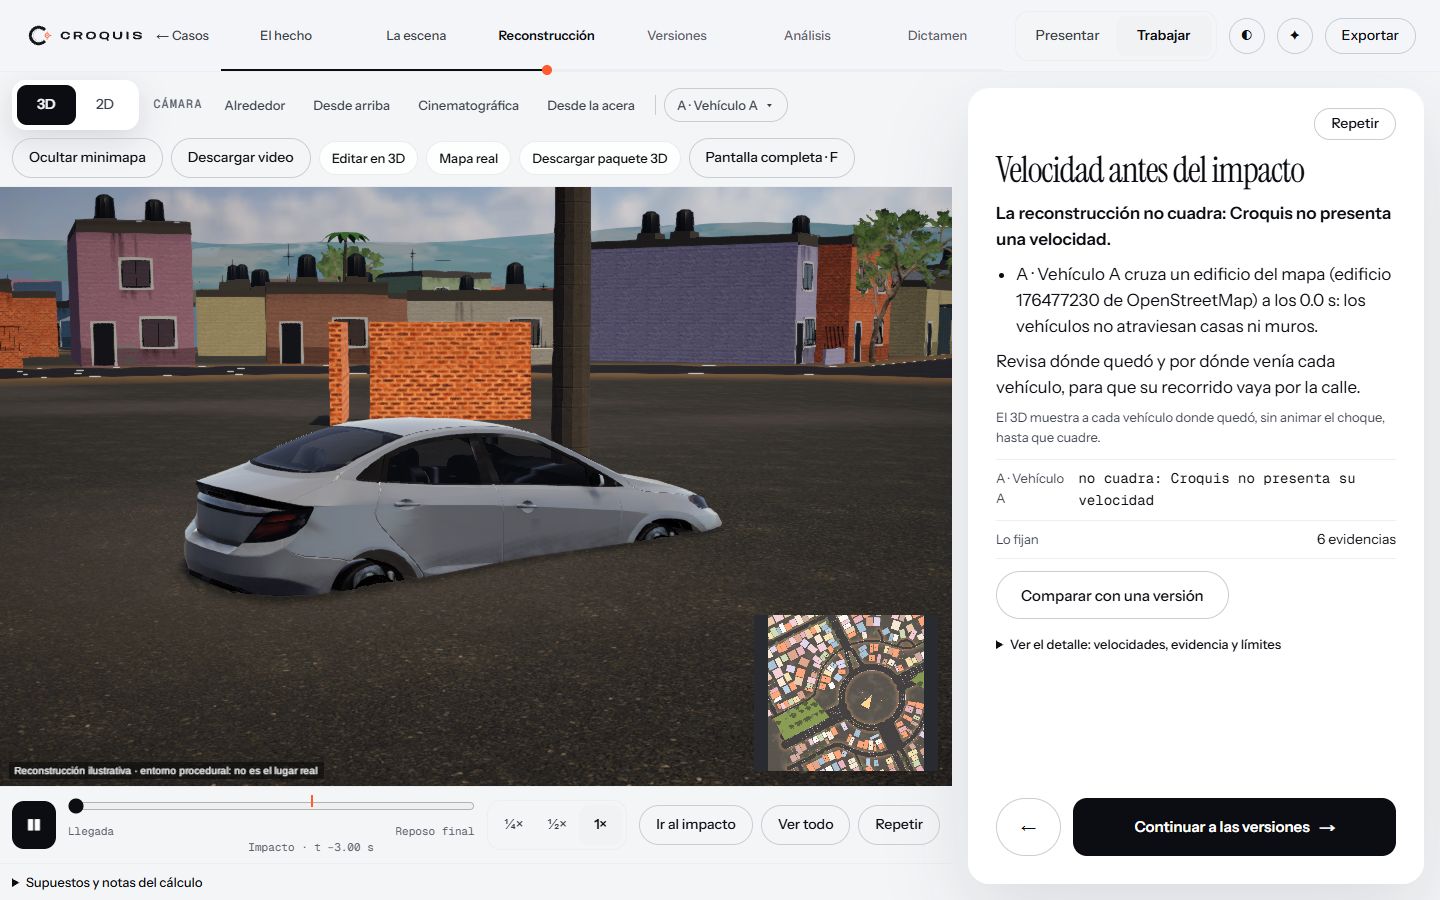 CROQUIS
← Casos
El hecho
La escena
Reconstrucción
Versiones
Análisis
Dictamen
Presentar
Trabajar
Exportar
3D
2D
CÁMARA
Alrededor
Desde arriba
Cinematográfica
Desde la acera
A · Vehículo A
Ocultar minimapa
Descargar video
Editar en 3D
Mapa real
Descargar paquete 3D
Pantalla completa · F
Reconstrucción ilustrativa - entorno procedural: no es el lugar real
Llegada
Reposo final
Impacto · t −3.00 s
¼×
½×
1×
Ir al impacto
Ver todo
Repetir
Supuestos y notas del cálculo
Repetir
Velocidad antes del impacto
La reconstrucción no cuadra: Croquis no presenta
una velocidad.
• A · Vehículo A cruza un edificio del mapa (edificio
176477230 de OpenStreetMap) a los 0.0 s: los
vehículos no atraviesan casas ni muros.
Revisa dónde quedó y por dónde venía cada
vehículo, para que su recorrido vaya por la calle.
El 3D muestra a cada vehículo donde quedó, sin animar el choque,
hasta que cuadre.
A · Vehículo
A
no cuadra: Croquis no presenta su
velocidad
Lo fijan
6 evidencias
Comparar con una versión
Ver el detalle: velocidades, evidencia y límites
←
Continuar a las versiones →